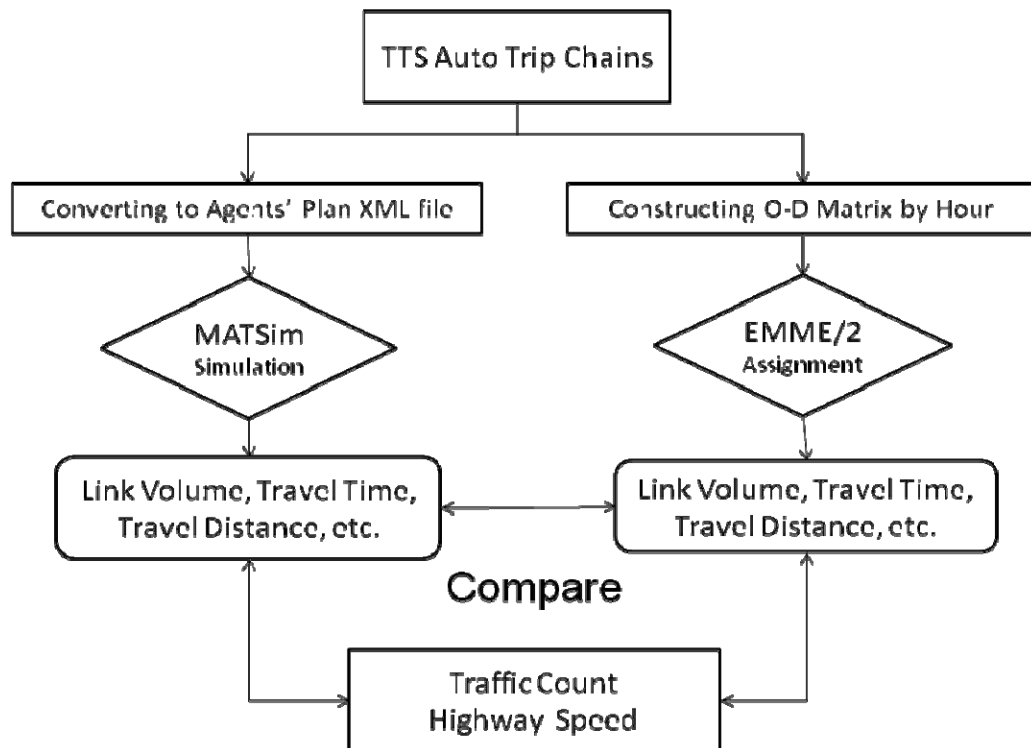 TTS Auto Trip Chains
Converting to Agents' Plan XML file
Constructing O-D Matrix by Hour
MATSim
Simulation
EMME/2
Assignment
Link Volume, Travel Time,
Travel Distance, etc.
Link Volume, Travel Time,
Travel Distance, etc.
Compare
Traffic Count
Highway Speed